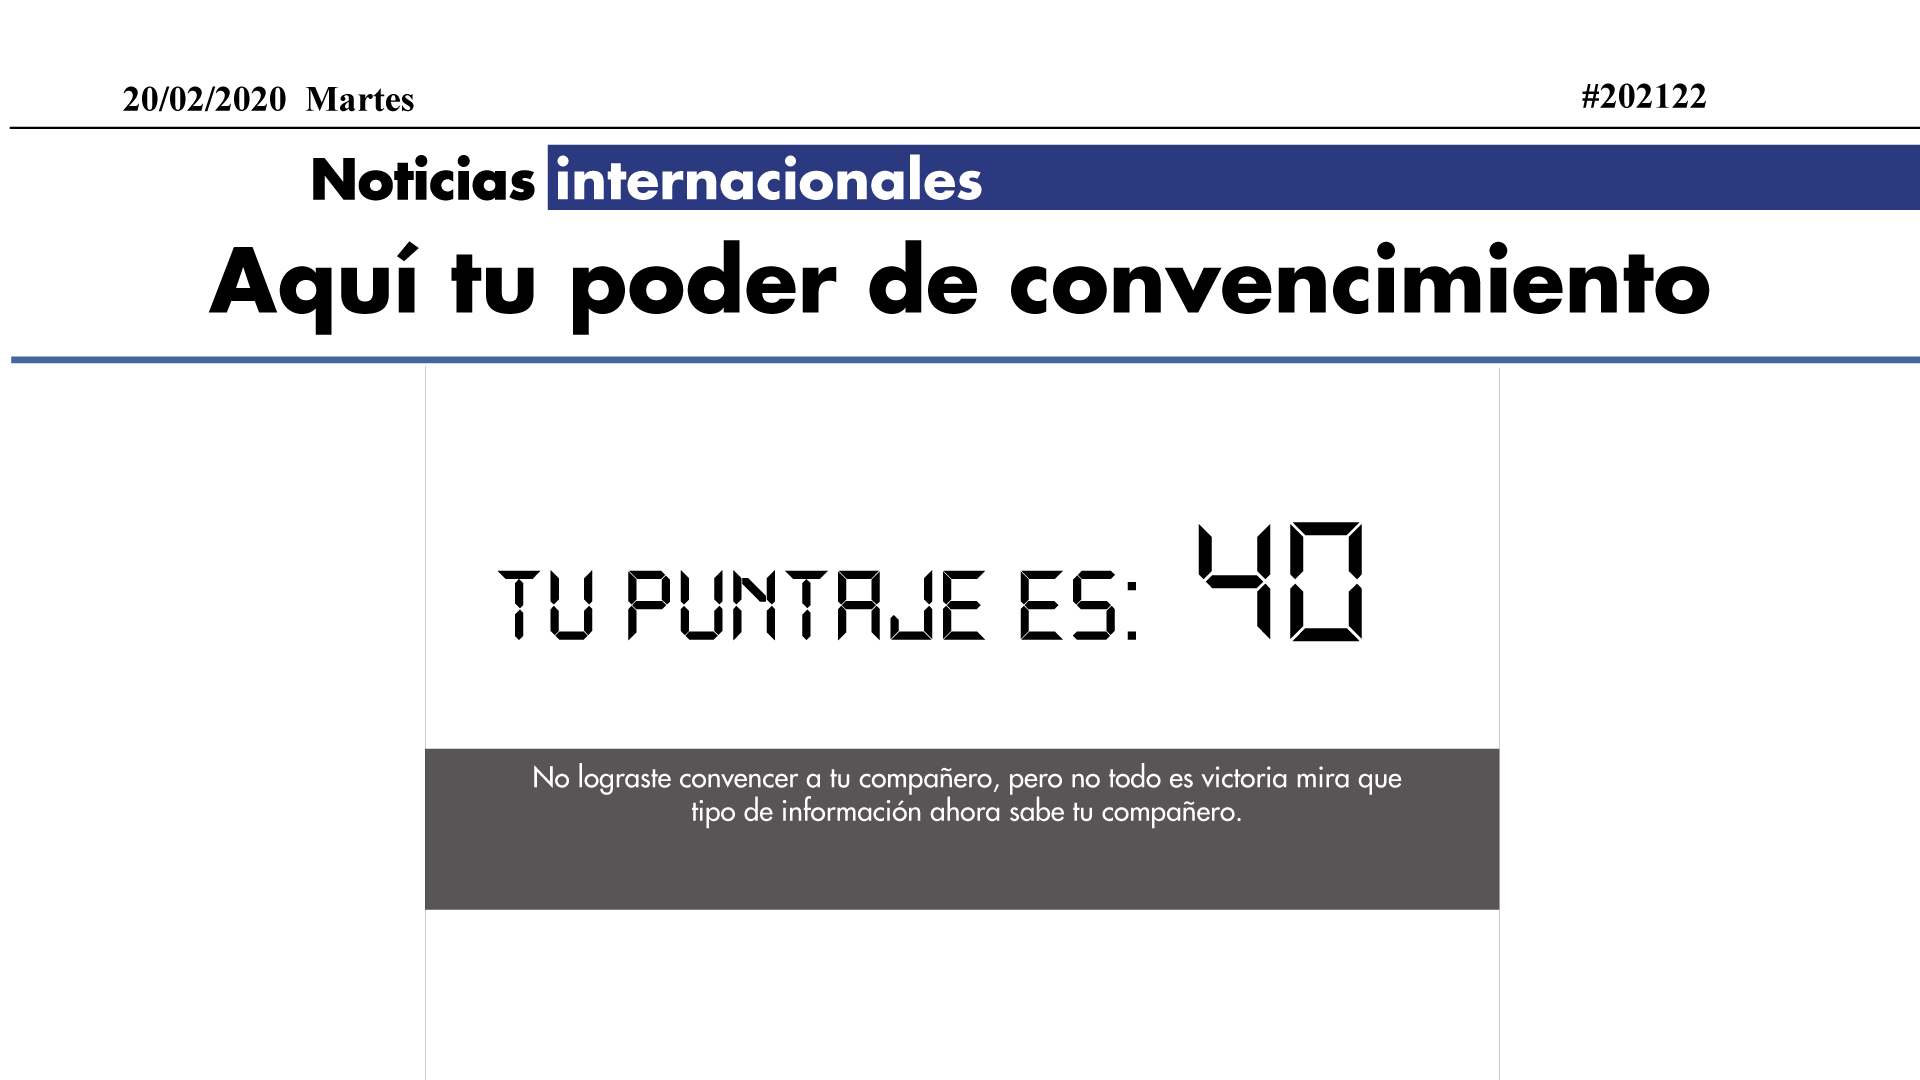 20/02/2020 Martes
#202122
Noticias internacionales
Aquí tu poder de convencimiento
TU PUNTAJE ES: 40
No lograste convencer a tu compañero, pero no todo es victoria mira que
tipo de información ahora sabe tu compañero.